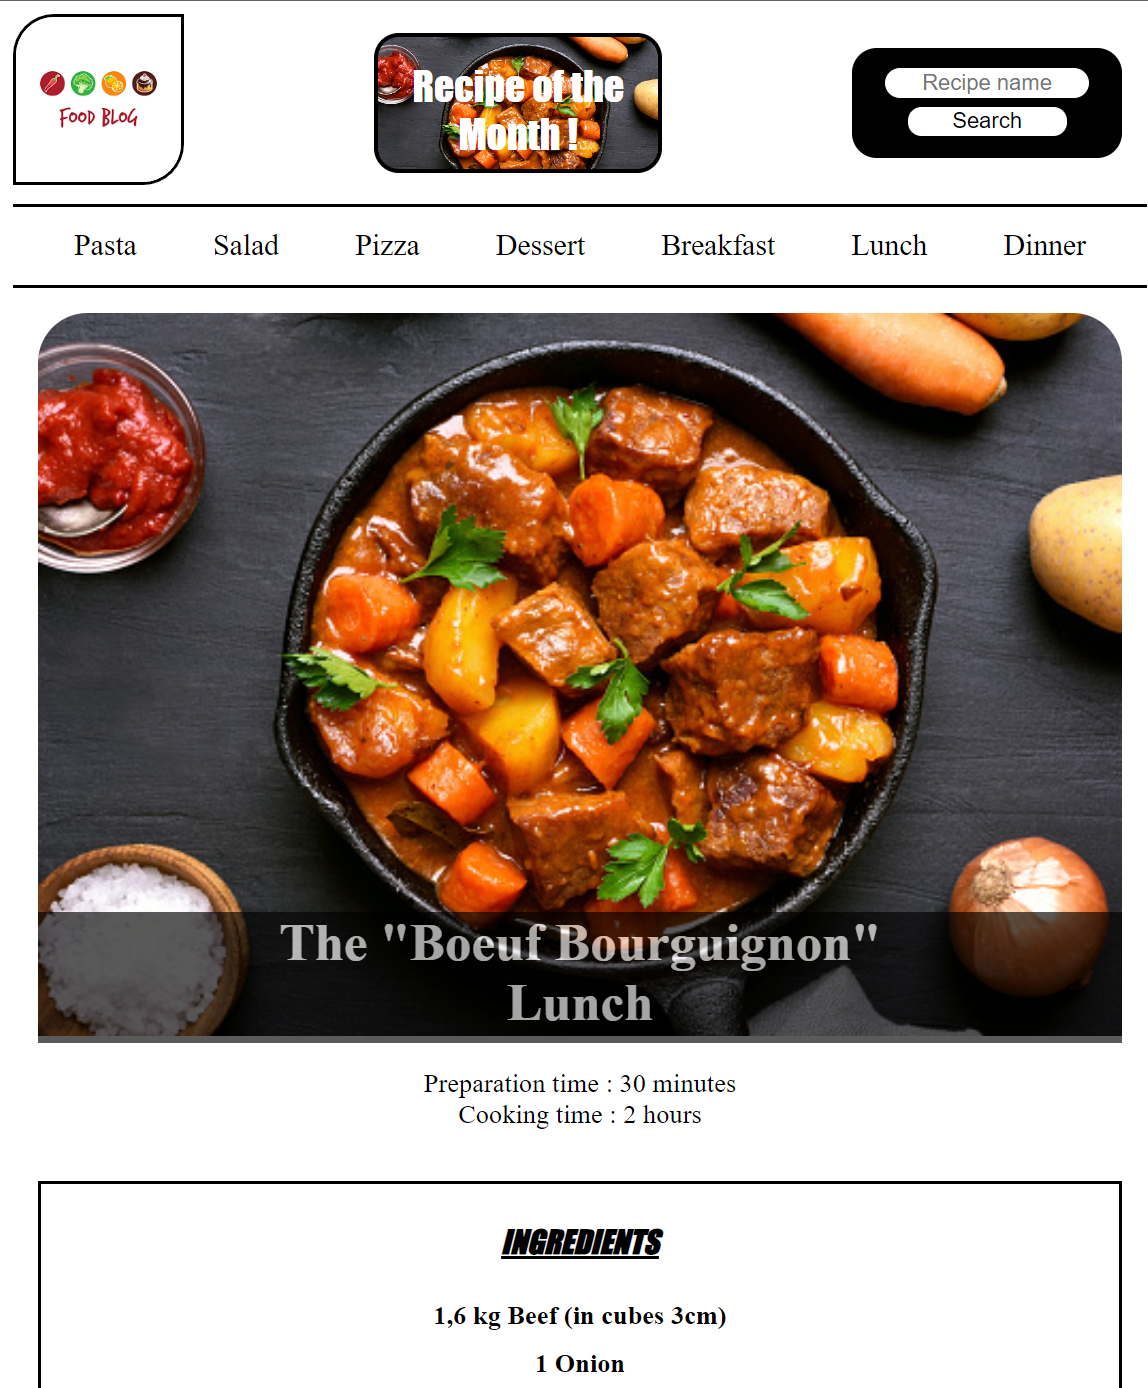 FOOD BLOG
Recipe of the
Month !
Recipe name
Search
Pasta
Salad
Pizza
Dessert
Breakfast
Lunch
Dinner
The "Boeuf Bourguignon"
Lunch
Preparation time : 30 minutes
Cooking time : 2 hours
INGREDIENTS
1,6 kg Beef (in cubes 3cm)
1 Onion